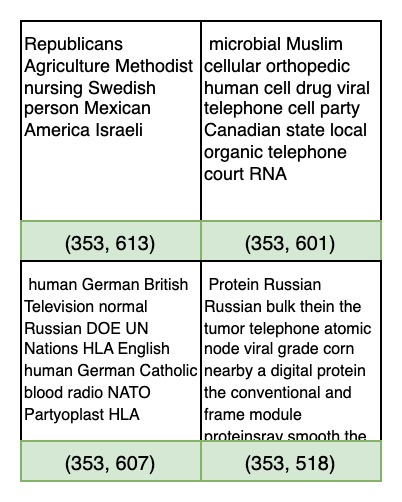 Republicans
Agriculture Methodist
nursing Swedish
person Mexican
America Israeli
(353, 613)
microbial Muslim
cellular orthopedic
human cell drug viral
telephone cell party
Canadian state local
organic telephone
court RNA
(353, 601)
human German British
Television normal
Russian DOE UN
Nations HLA English
human German Catholic
blood radio NATO
Partyoplast HLA
(353, 607)
Protein Russian
Russian bulk thein the
tumor telephone atomic
node viral grade corn
nearby a digital protein
the conventional and
frame module
proteinsray smooth the
(353, 518)